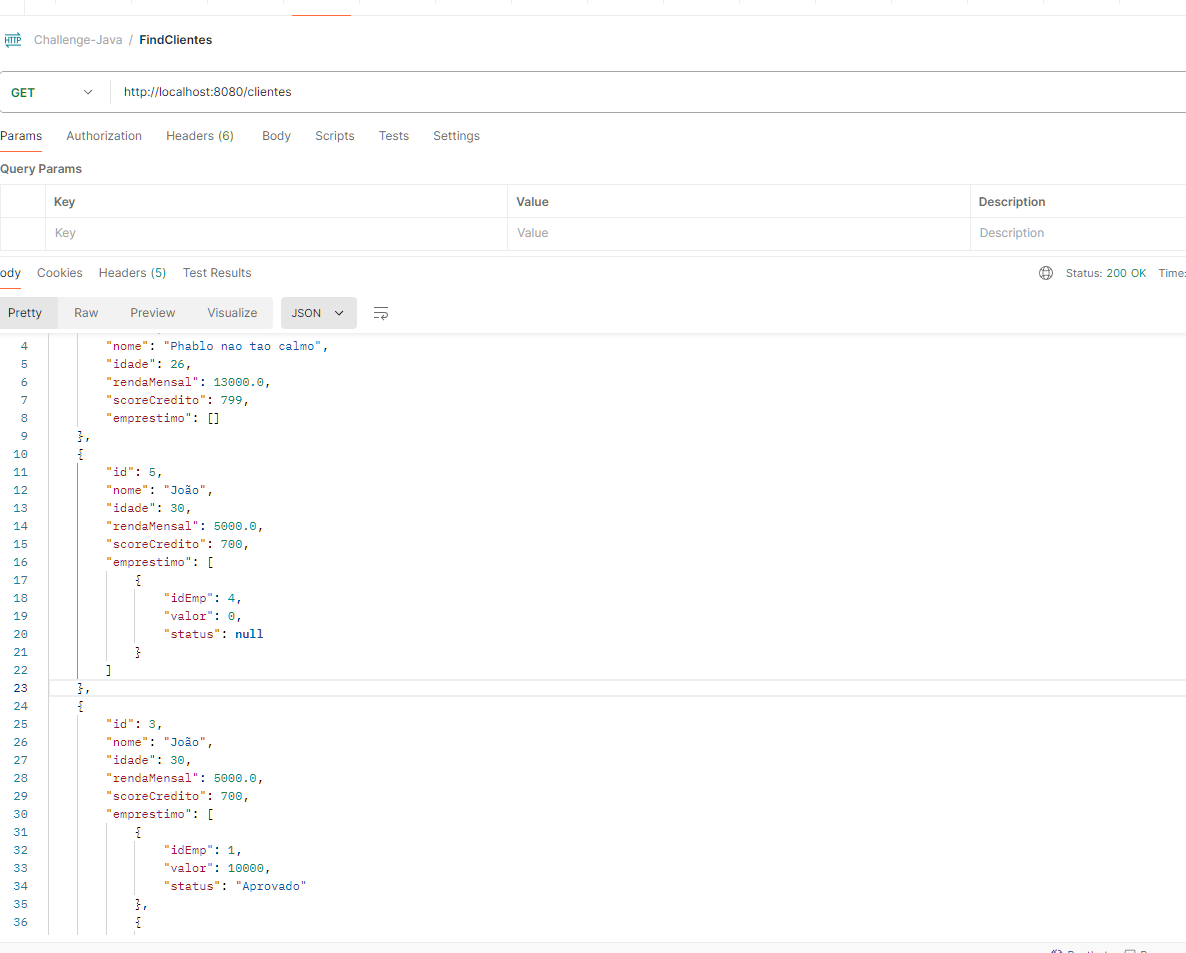 HTTP Challenge-Java / FindClientes
GET http://localhost:8080/clientes
Params Authorization Headers (6) Body Scripts Tests Settings
Query Params
Key Value Description
Key Value Description
ody Cookies Headers (5) Test Results Status: 200 OK Time:
Pretty Raw Preview Visualize JSON
4 "nome": "Phablo nao tao calmo",
5 "idade": 26,
6 "rendaMensal": 13000.0,
7 "scoreCredito": 799,
8 "emprestimo": []
9 },
10 {
11 "id": 5,
12 "nome": "João",
13 "idade": 30,
14 "rendaMensal": 5000.0,
15 "scoreCredito": 700,
16 "emprestimo": [
17 {
18 "idEmp": 4,
19 "valor": 0,
20 "status": null
21 }
22 ]
23 },
24 {
25 "id": 3,
26 "nome": "João",
27 "idade": 30,
28 "rendaMensal": 5000.0,
29 "scoreCredito": 700,
30 "emprestimo": [
31 {
32 "idEmp": 1,
33 "valor": 10000,
34 "status": "Aprovado"
35 },
36 {